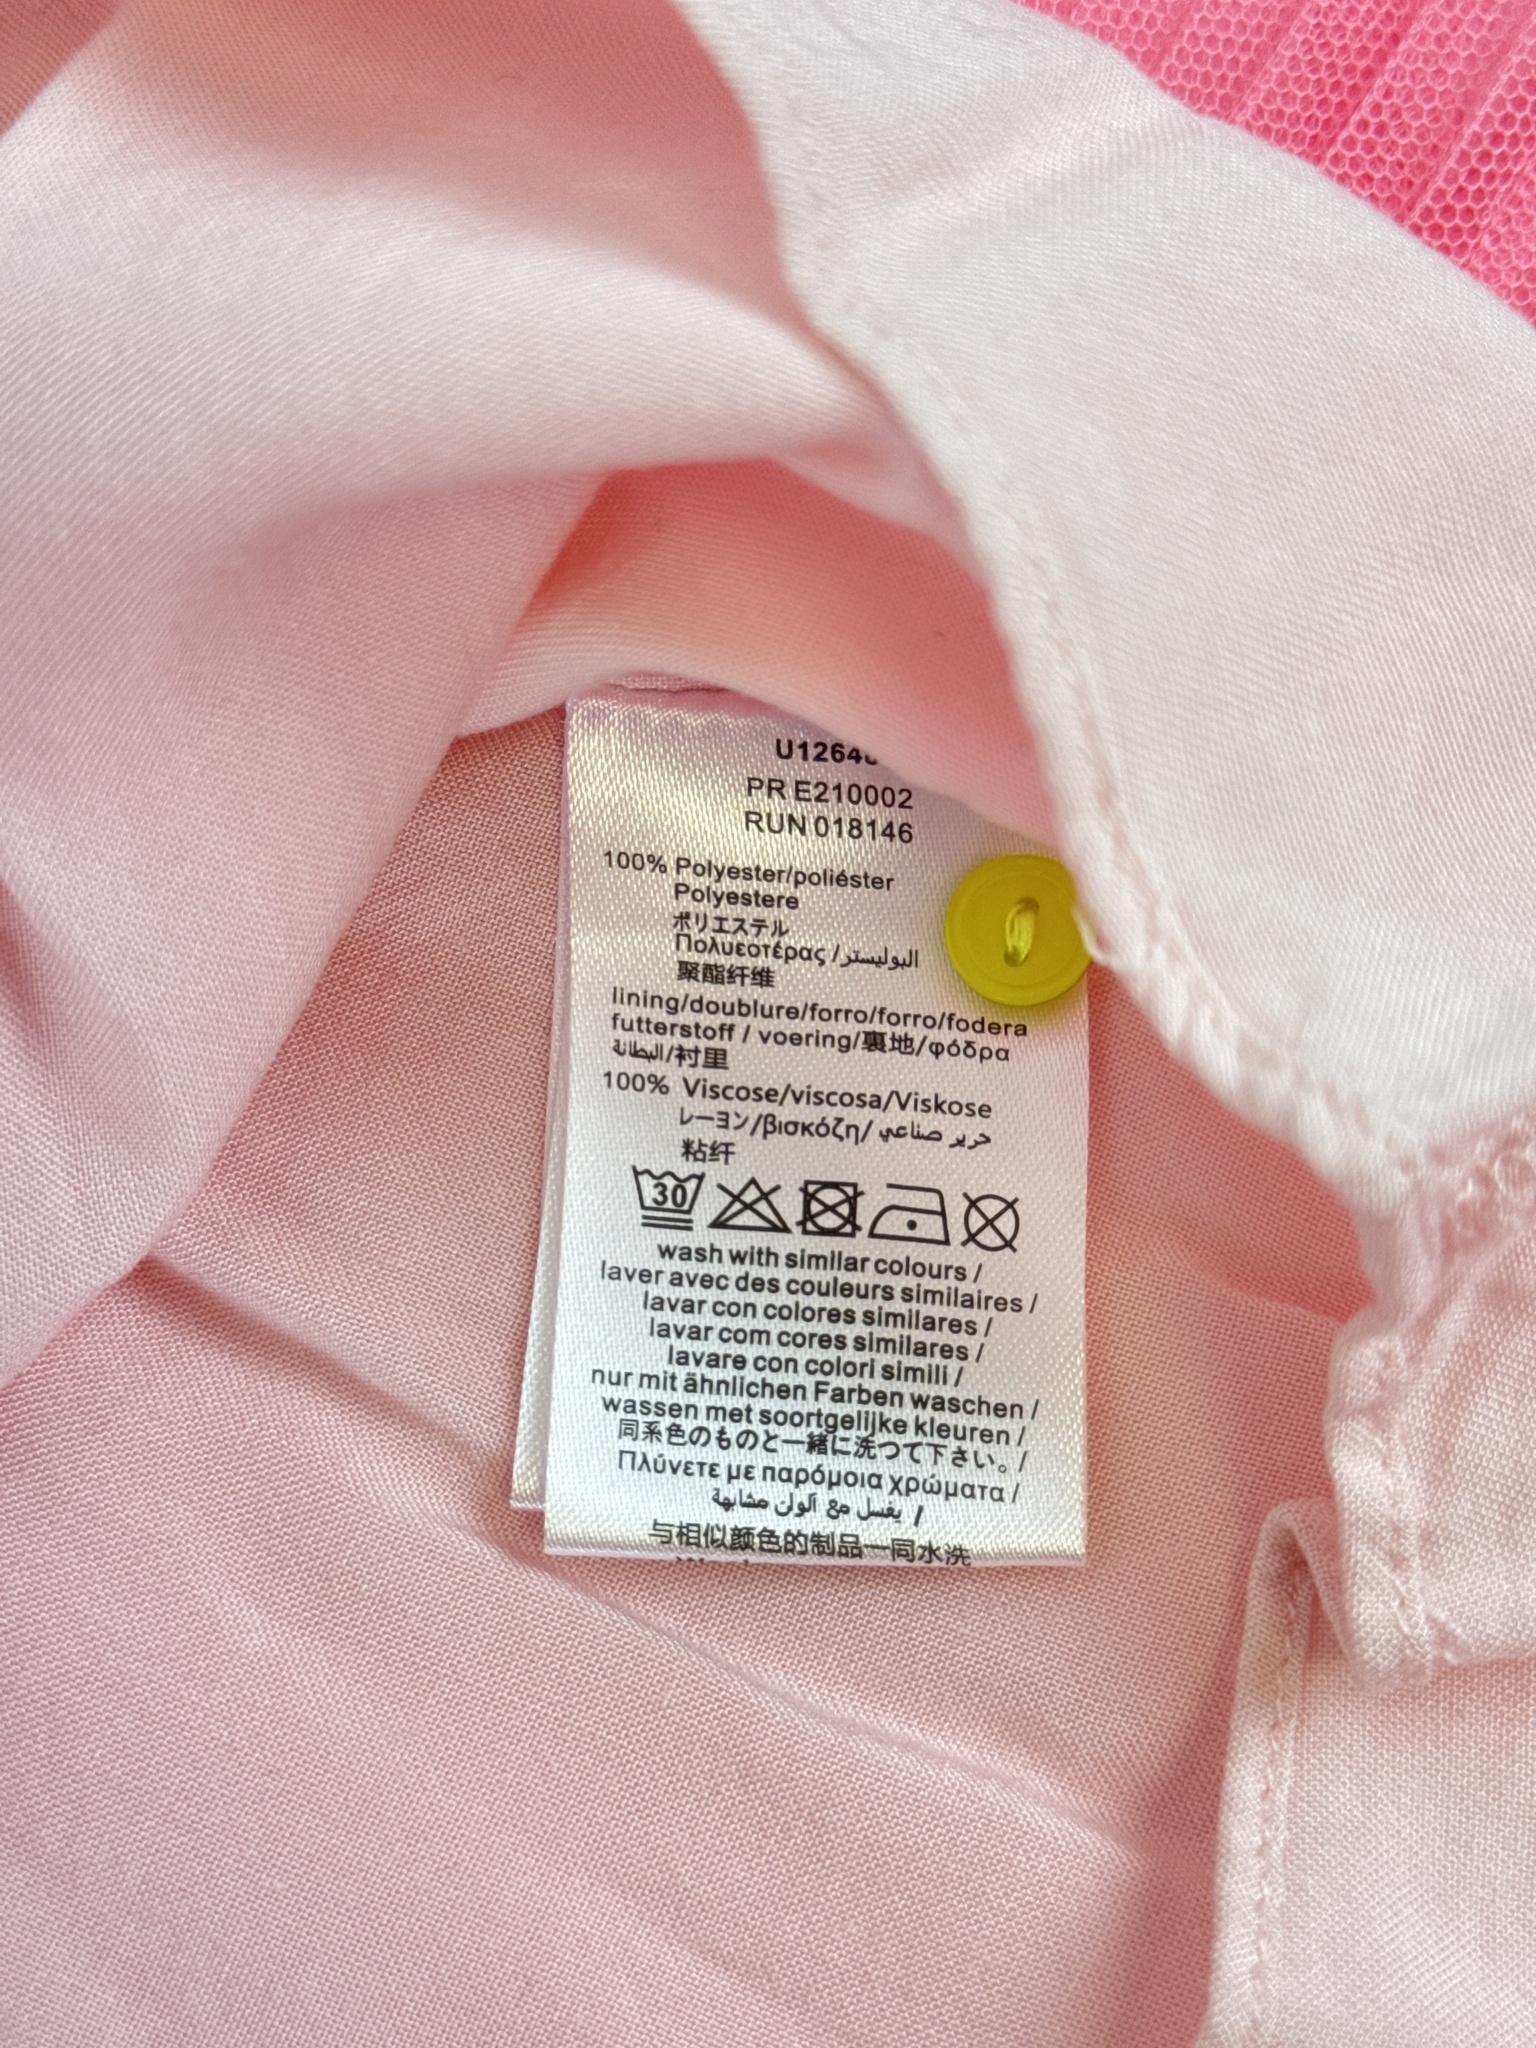 PR E210002
RUN 018146
100% Polyester/poliéster
Polyestere
ポリエステル
Πολυεστέρας / البوليستر
聚酯纤维
lining/doublure/forro/forro/fodera
futterstoff / voering/裏地/φόδρα
البطانة/衬里
100% Viscose/viscosa/Viskose
レーヨン/βισκόζη/ حرير صناعي
粘纤
30
wash with similar colours /
laver avec des couleurs similaires /
lavar con colores similares /
lavar com cores similares /
lavare con colori simili /
nur mit ähnlichen Farben waschen /
wassen met soortgelijke kleuren /
同系色のものと一緒に洗つて下さい。/
Πλύνετε με παρόμοια χρώματα /
يغسل مع ألولن مشابهة /
与相似颜色的制品一同水洗